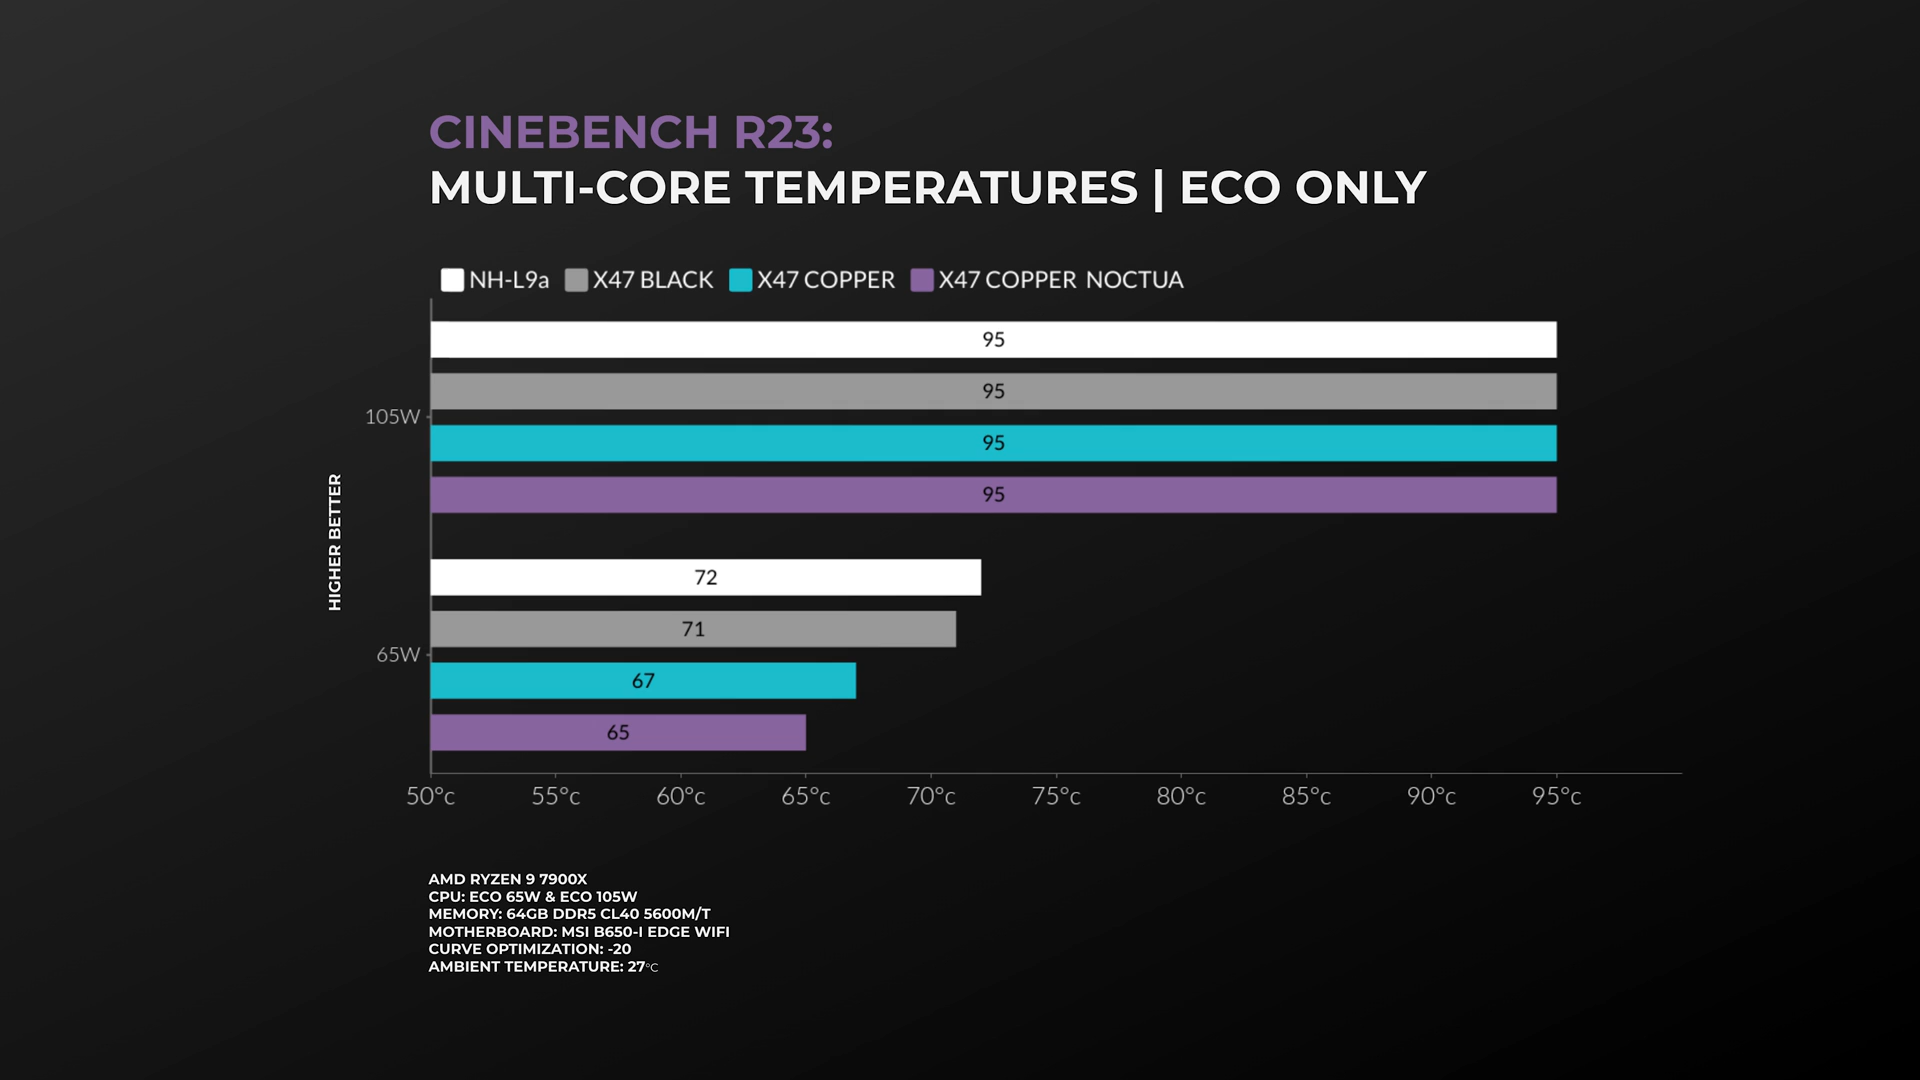 CINEBENCH R23:
MULTI-CORE TEMPERATURES | ECO ONLY
NH-L9a X47 BLACK X47 COPPER X47 COPPER NOCTUA
95
95
105W
95
95
HIGHER BETTER
72
71
65W
67
65
50°c 55°c 60°c 65°c 70°c 75°c 80°c 85°c 90°c 95°c
AMD RYZEN 9 7900X
CPU: ECO 65W & ECO 105W
MEMORY: 64GB DDR5 CL40 5600M/T
MOTHERBOARD: MSI B650-I EDGE WIFI
CURVE OPTIMIZATION: -20
AMBIENT TEMPERATURE: 27°C